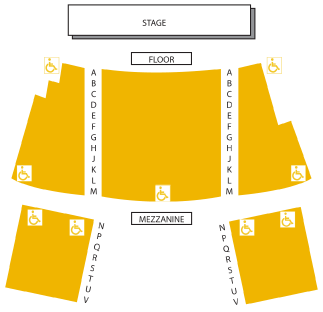 STAGE
FLOOR
A A
B B
C C
D D
E E
F F
G G
H H
J J
K K
L L
M M
MEZZANINE
N N
P P
Q Q
R R
S S
T T
U U
V V